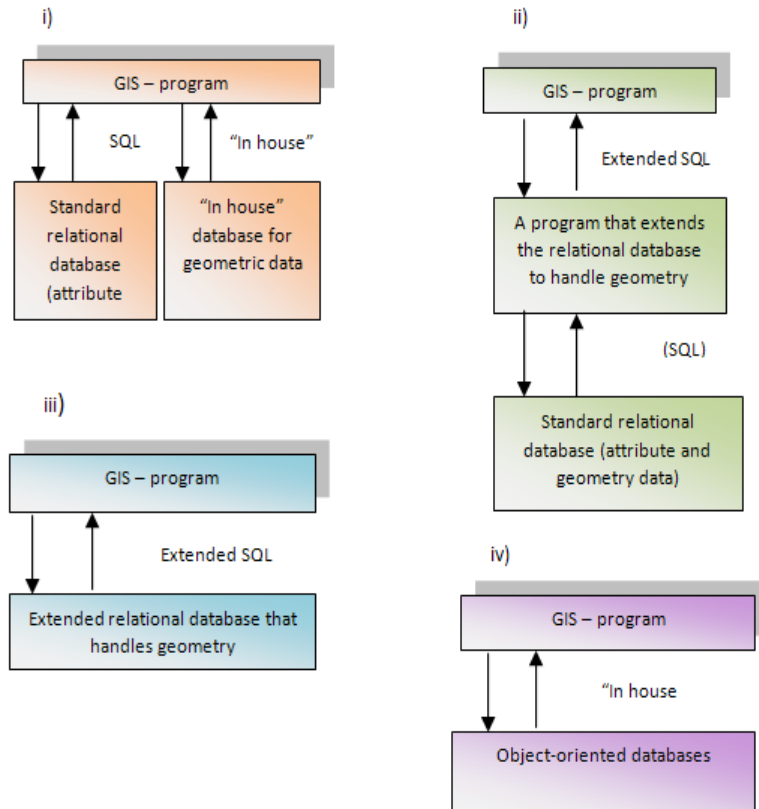 i)
GIS – program
SQL
“In house”
Standard
relational
database
(attribute
“In house”
database for
geometric data
ii)
GIS – program
Extended SQL
A program that extends
the relational database
to handle geometry
(SQL)
Standard relational
database (attribute and
geometry data)
iii)
GIS – program
Extended SQL
Extended relational database that
handles geometry
iv)
GIS – program
“In house
Object-oriented databases